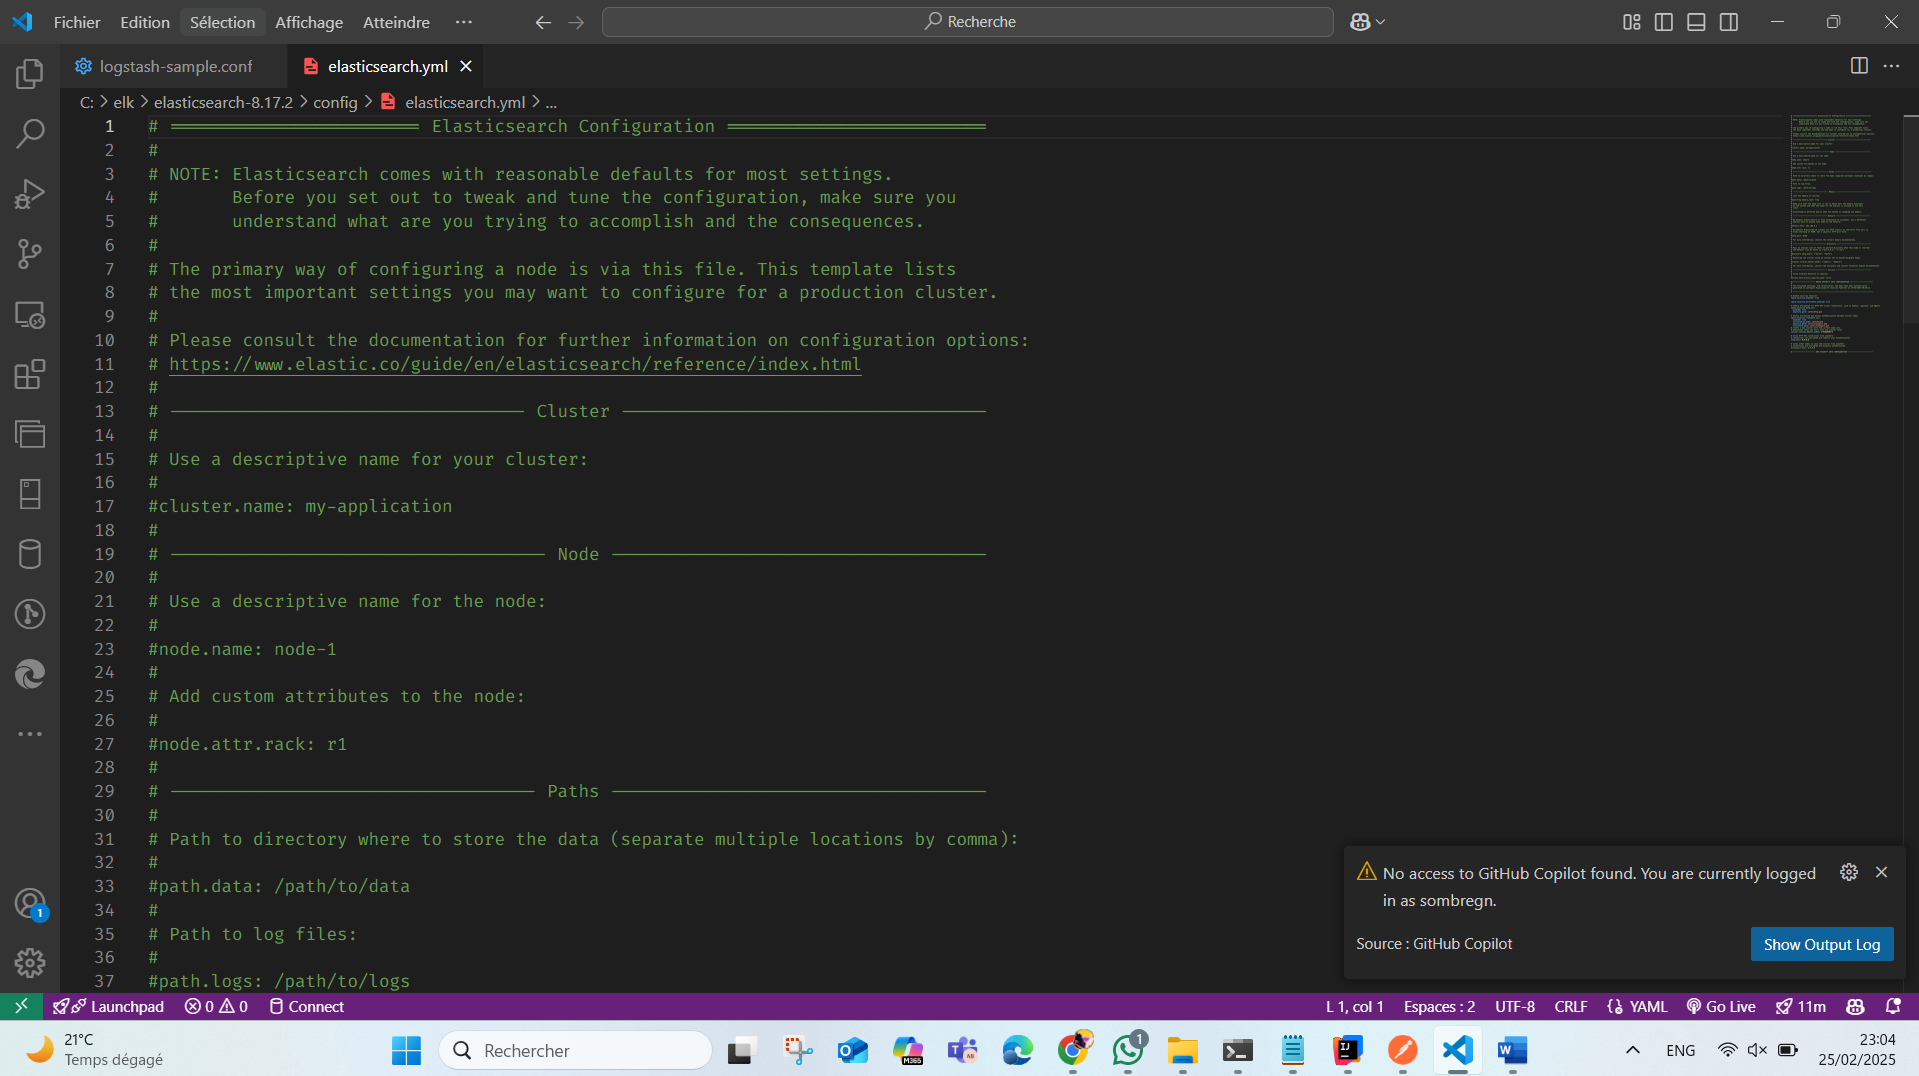 Fichier Edition Sélection Affichage Atteindre ··· Recherche
logstash-sample.conf elasticsearch.yml
C: > elk > elasticsearch-8.17.2 > config > elasticsearch.yml > ...
1 # ======================== Elasticsearch Configuration =========================
2 #
3 # NOTE: Elasticsearch comes with reasonable defaults for most settings.
4 #       Before you set out to tweak and tune the configuration, make sure you
5 #       understand what are you trying to accomplish and the consequences.
6 #
7 # The primary way of configuring a node is via this file. This template lists
8 # the most important settings you may want to configure for a production cluster.
9 #
10 # Please consult the documentation for further information on configuration options:
11 # https://www.elastic.co/guide/en/elasticsearch/reference/index.html
12 #
13 # ---------------------------------- Cluster -----------------------------------
14 #
15 # Use a descriptive name for your cluster:
16 #
17 #cluster.name: my-application
18 #
19 # ------------------------------------ Node ------------------------------------
20 #
21 # Use a descriptive name for the node:
22 #
23 #node.name: node-1
24 #
25 # Add custom attributes to the node:
26 #
27 #node.attr.rack: r1
28 #
29 # ----------------------------------- Paths ------------------------------------
30 #
31 # Path to directory where to store the data (separate multiple locations by comma):
32 #
33 #path.data: /path/to/data
34 #
35 # Path to log files:
36 #
37 #path.logs: /path/to/logs
No access to GitHub Copilot found. You are currently logged
in as sombregn.
Source : GitHub Copilot
Show Output Log
1
Launchpad 0 0 Connect L 1, col 1 Espaces : 2 UTF-8 CRLF YAML Go Live 11m
21°C
Temps dégagé
Rechercher
M365
1
ENG
23:04
25/02/2025